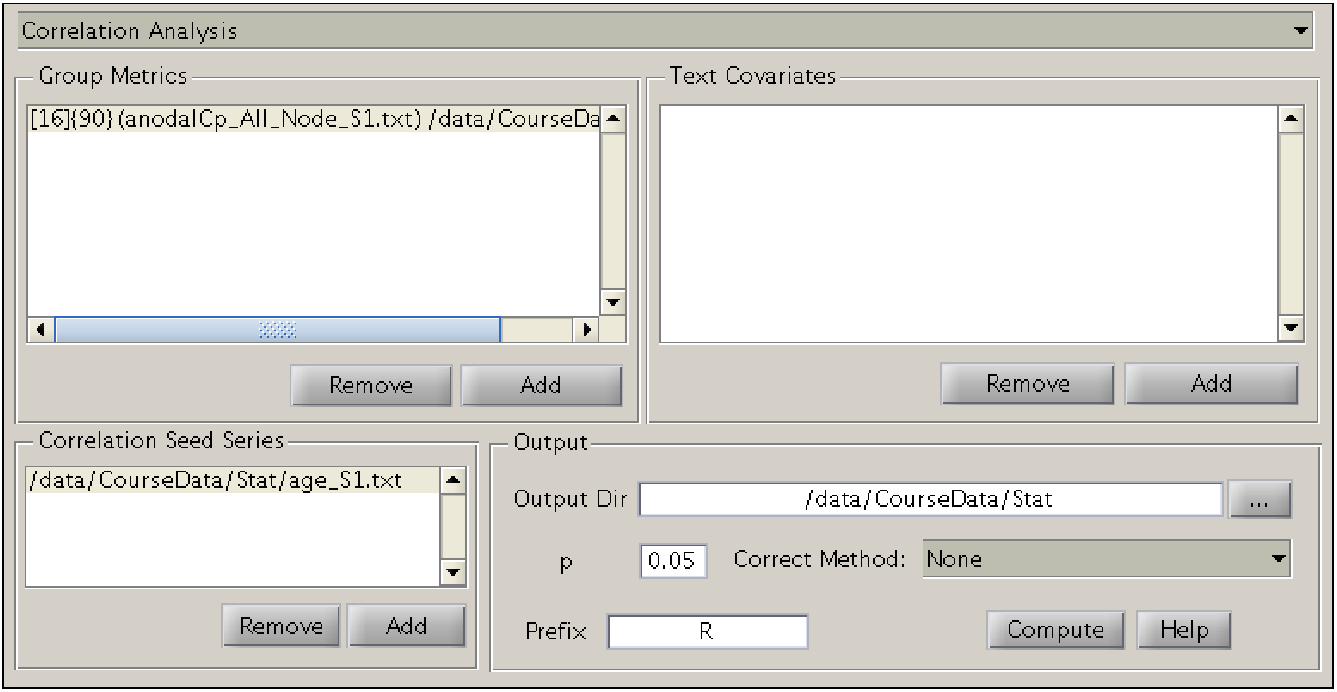 Correlation Analysis
Group Metrics
[16]{90}(anodalCp_All_Node_S1.txt) /data/CourseDa
Remove
Add
Text Covariates
Remove
Add
Correlation Seed Series
/data/CourseData/Stat/age_S1.txt
Remove
Add
Output
Output Dir
/data/CourseData/Stat
...
p
0.05
Correct Method:
None
Prefix
R
Compute
Help